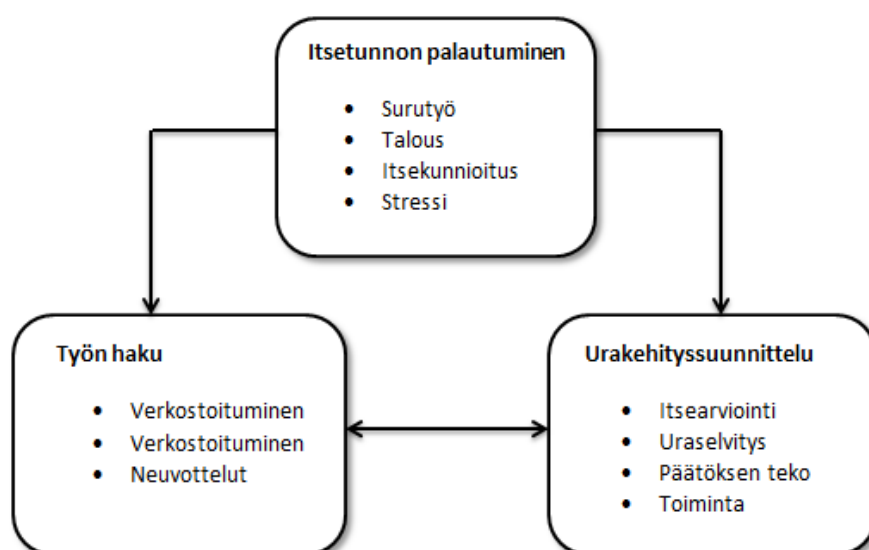 Itsetunnon palautuminen
• Surutyö
• Talous
• Itsekunnioitus
• Stressi
Työn haku
• Verkostoituminen
• Verkostoituminen
• Neuvottelut
Urakehityssuunnittelu
• Itsearviointi
• Uraselvitys
• Päätöksen teko
• Toiminta